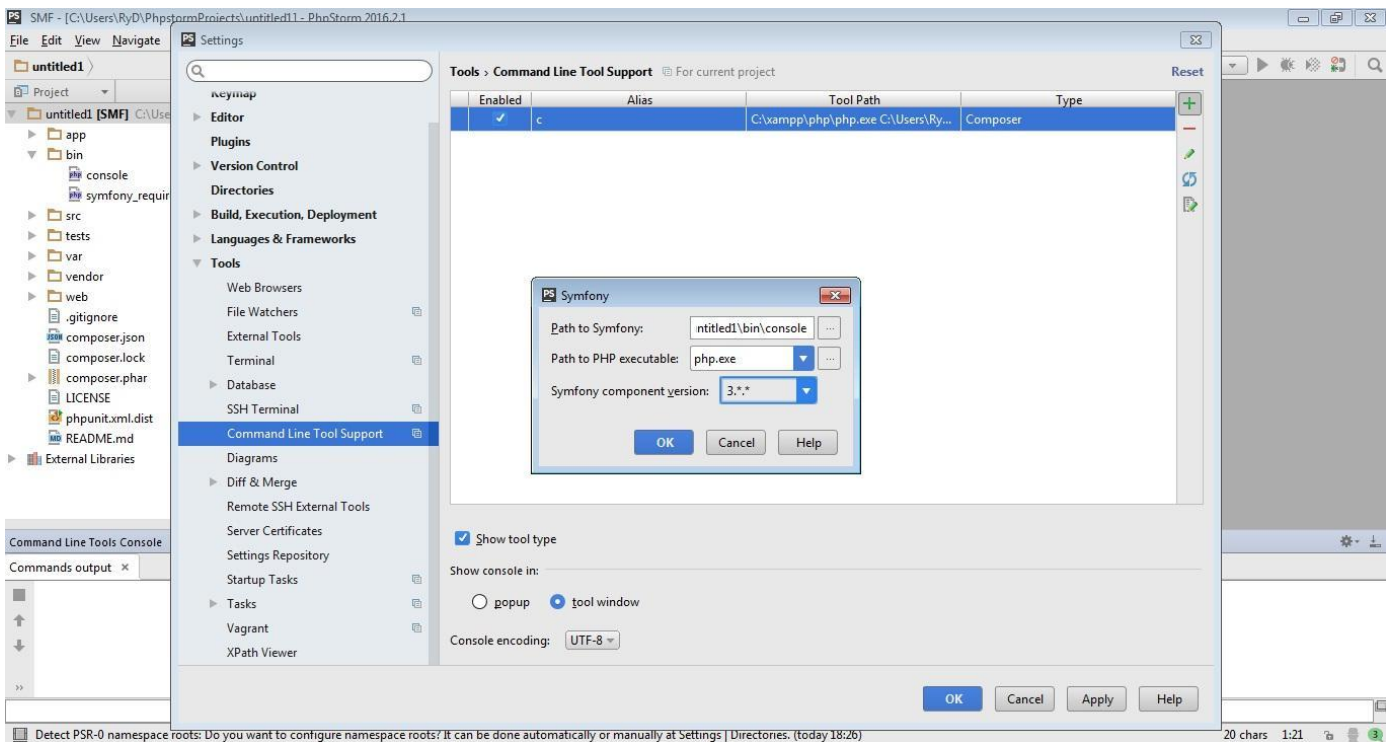 SMF - [C:\Users\RyD\PhpstormProjects\untitled1] - PhpStorm 2016.2.1
File Edit View Navigate
untitled1
Project
untitled1 [SMF] C:\Use
app
bin
console
symfony_requir
src
tests
var
vendor
web
.gitignore
composer.json
composer.lock
composer.phar
LICENSE
phpunit.xml.dist
README.md
External Libraries
Settings
Keymap
Editor
Plugins
Version Control
Directories
Build, Execution, Deployment
Languages & Frameworks
Tools
Web Browsers
File Watchers
External Tools
Terminal
Database
SSH Terminal
Command Line Tool Support
Diagrams
Diff & Merge
Remote SSH External Tools
Server Certificates
Settings Repository
Startup Tasks
Tasks
Vagrant
XPath Viewer
Tools › Command Line Tool Support For current project Reset
Enabled Alias Tool Path Type
c C:\xampp\php\php.exe C:\Users\Ry... Composer
Symfony
Path to Symfony: ntitled1\bin\console ...
Path to PHP executable: php.exe ...
Symfony component version: 3.*.*
OK Cancel Help
Show tool type
Show console in:
popup tool window
Console encoding: UTF-8
OK Cancel Apply Help
Command Line Tools Console
Commands output ×
»
Detect PSR-0 namespace roots: Do you want to configure namespace roots? It can be done automatically or manually at Settings | Directories. (today 18:26) 20 chars 1:21 3